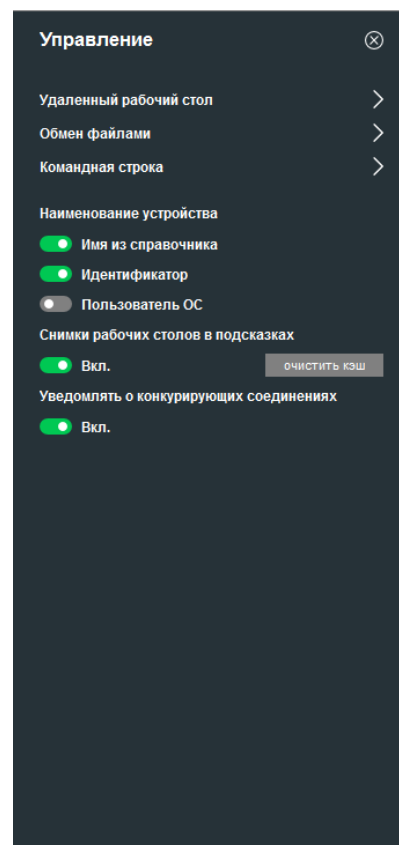 Управление
Удаленный рабочий стол
Обмен файлами
Командная строка
Наименование устройства
Имя из справочника
Идентификатор
Пользователь ОС
Снимки рабочих столов в подсказках
Вкл. очистить кэш
Уведомлять о конкурирующих соединениях
Вкл.